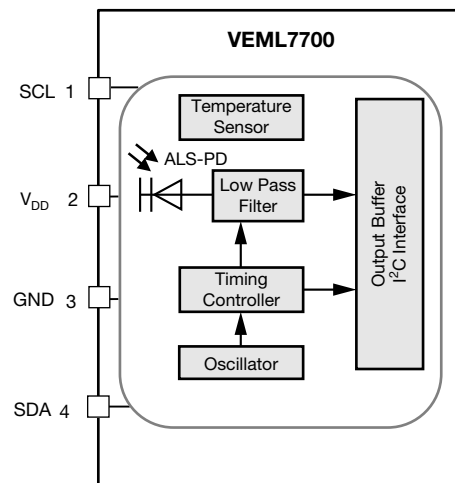 VEML7700
SCL 1
Temperature
Sensor
ALS-PD
V_DD 2
Low Pass
Filter
Output Buffer
I²C Interface
GND 3
Timing
Controller
Oscillator
SDA 4